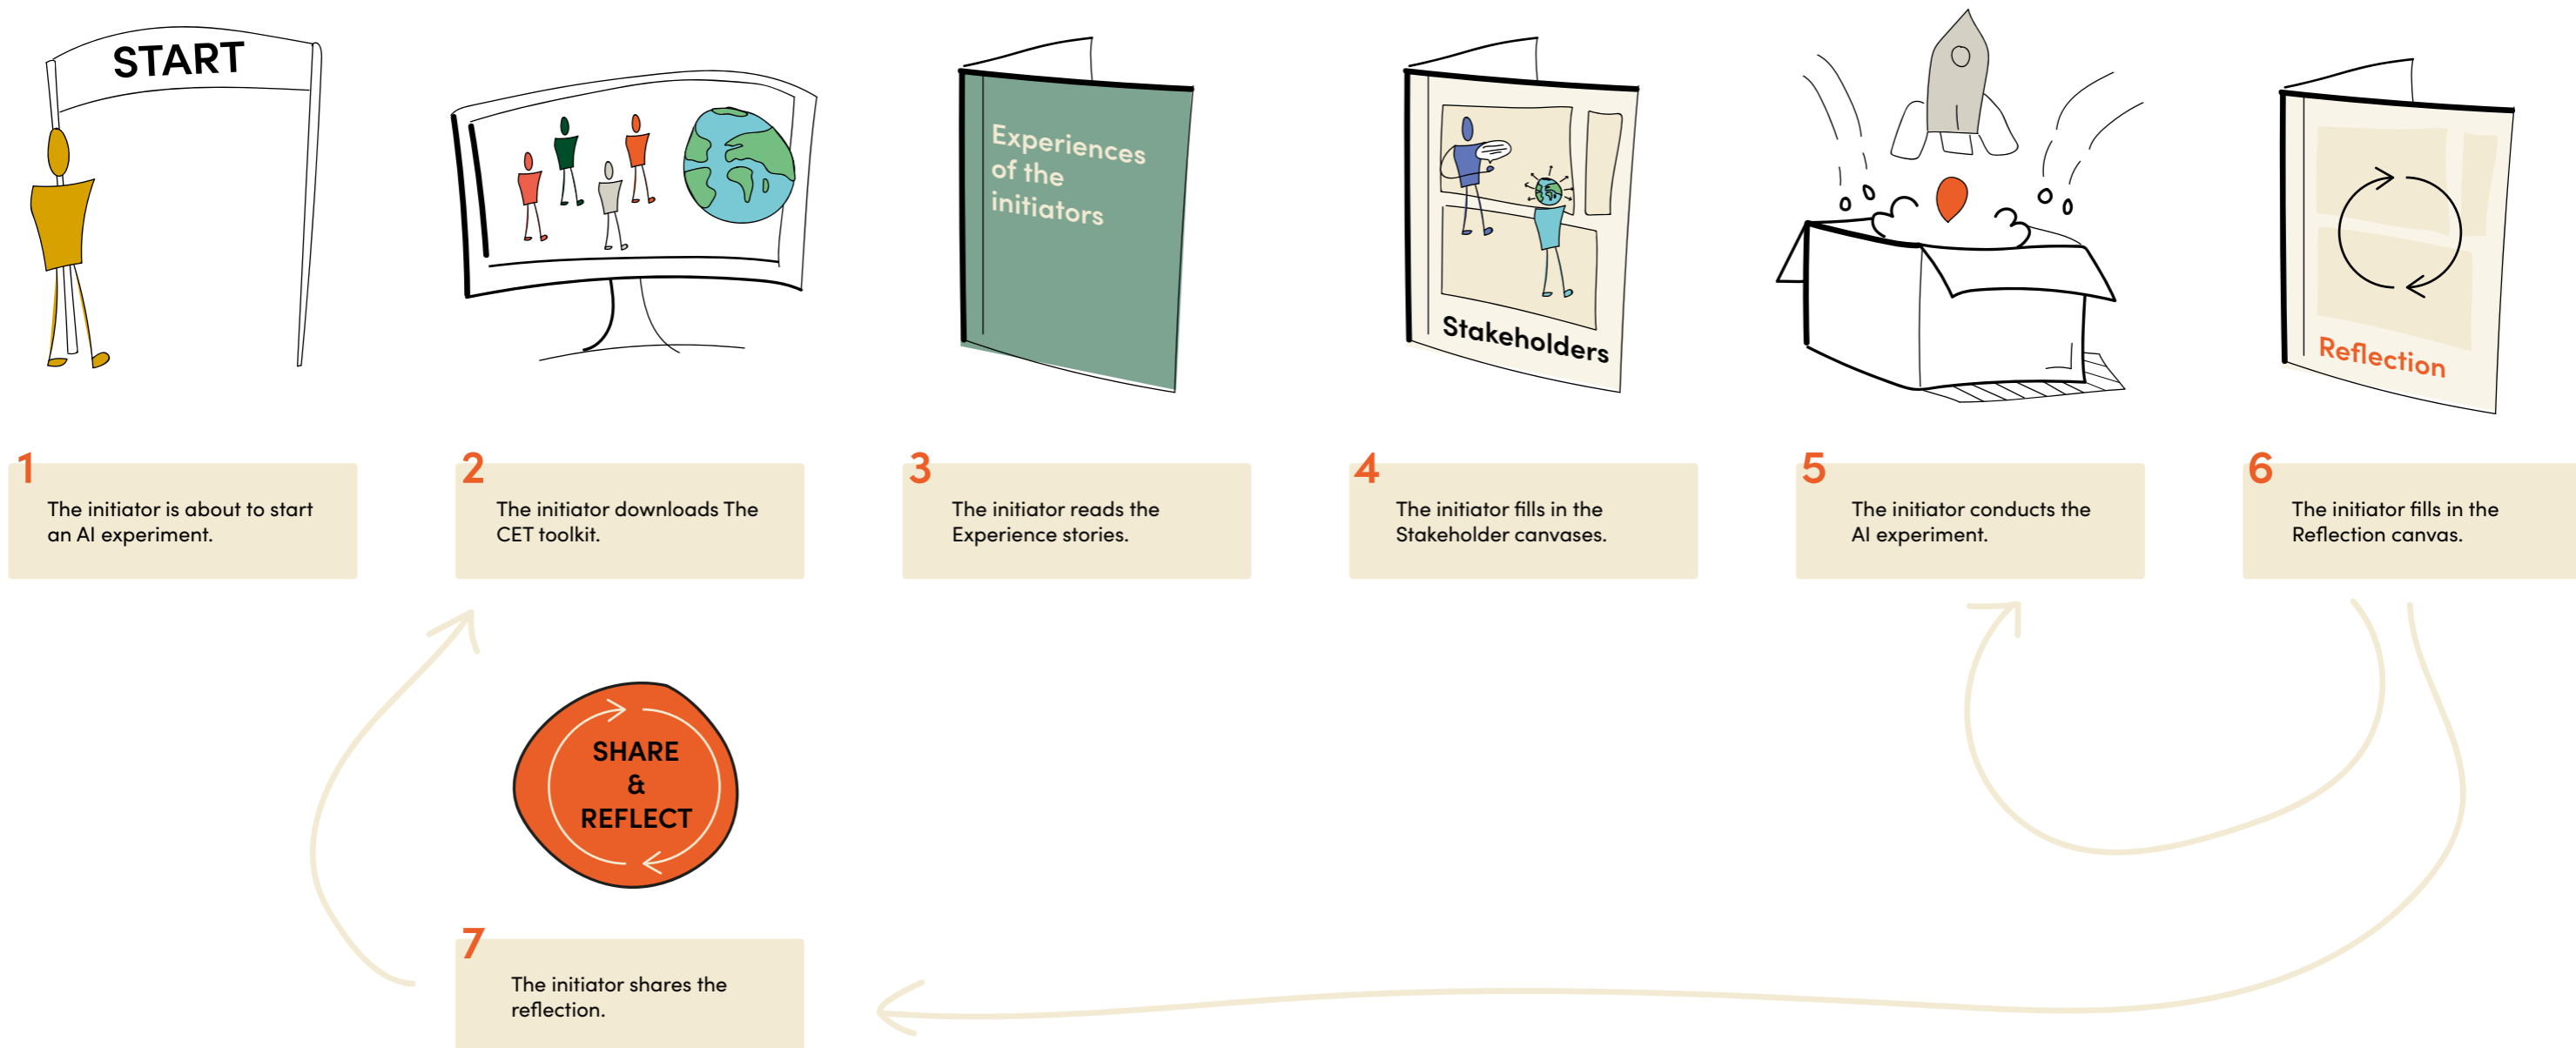 START
Experiences
of the
initiators
Stakeholders
Reflection
1
The initiator is about to start
an AI experiment.
2
The initiator downloads The
CET toolkit.
3
The initiator reads the
Experience stories.
4
The initiator fills in the
Stakeholder canvases.
5
The initiator conducts the
AI experiment.
6
The initiator fills in the
Reflection canvas.
SHARE
&
REFLECT
7
The initiator shares the
reflection.